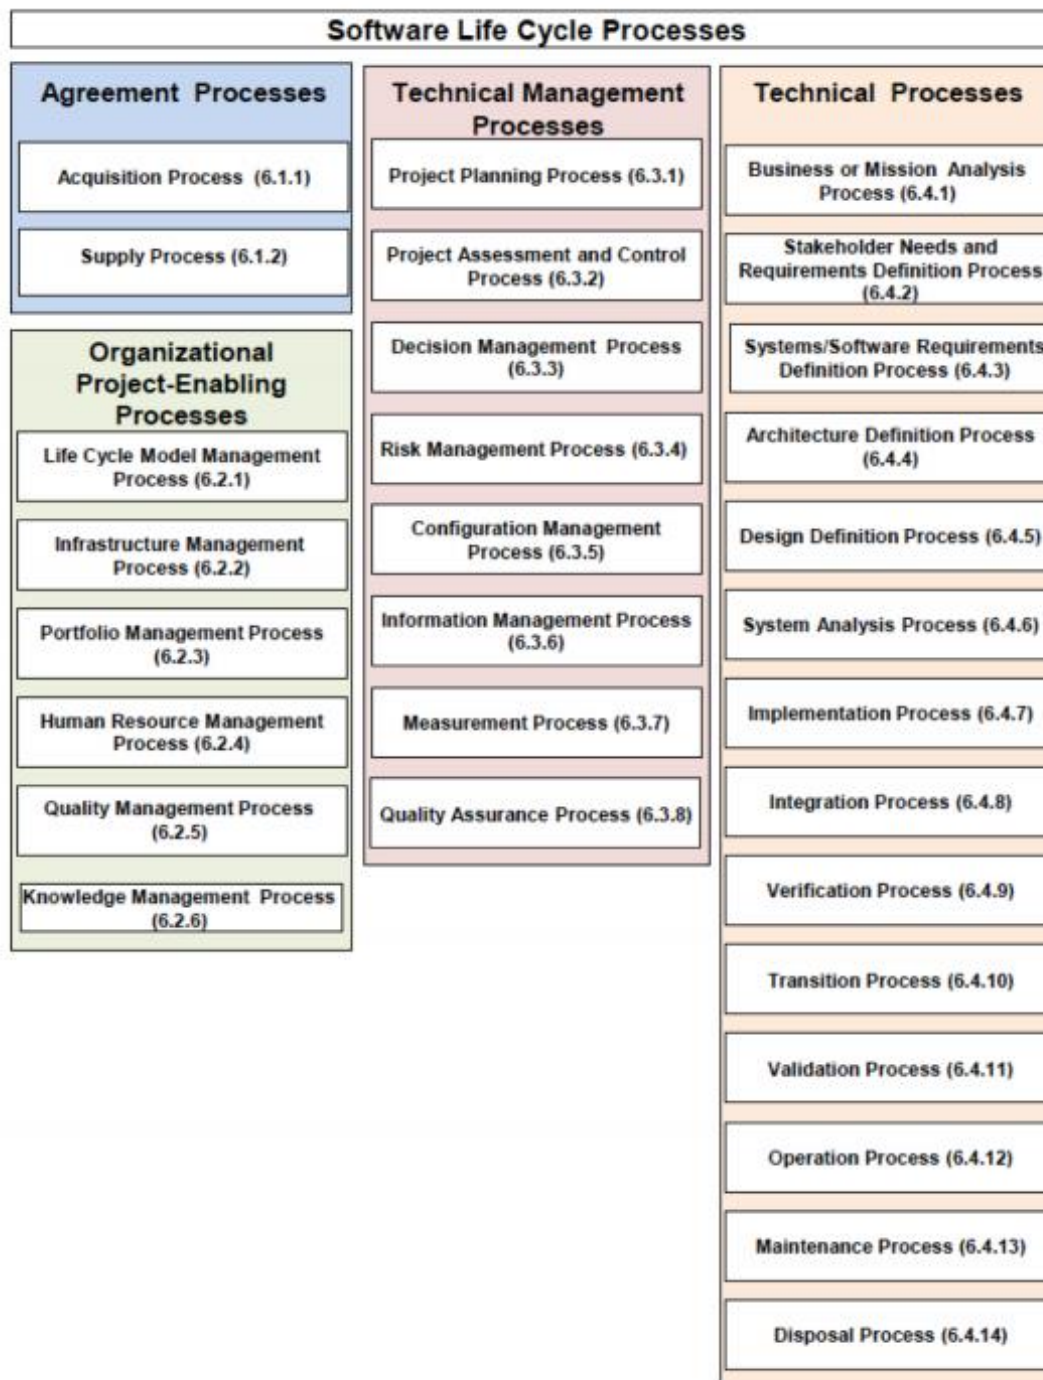 Software Life Cycle Processes
Agreement Processes
Acquisition Process (6.1.1)
Supply Process (6.1.2)
Organizational
Project-Enabling
Processes
Life Cycle Model Management
Process (6.2.1)
Infrastructure Management
Process (6.2.2)
Portfolio Management Process
(6.2.3)
Human Resource Management
Process (6.2.4)
Quality Management Process
(6.2.5)
Knowledge Management Process
(6.2.6)
Technical Management
Processes
Project Planning Process (6.3.1)
Project Assessment and Control
Process (6.3.2)
Decision Management Process
(6.3.3)
Risk Management Process (6.3.4)
Configuration Management
Process (6.3.5)
Information Management Process
(6.3.6)
Measurement Process (6.3.7)
Quality Assurance Process (6.3.8)
Technical Processes
Business or Mission Analysis
Process (6.4.1)
Stakeholder Needs and
Requirements Definition Process
(6.4.2)
Systems/Software Requirements
Definition Process (6.4.3)
Architecture Definition Process
(6.4.4)
Design Definition Process (6.4.5)
System Analysis Process (6.4.6)
Implementation Process (6.4.7)
Integration Process (6.4.8)
Verification Process (6.4.9)
Transition Process (6.4.10)
Validation Process (6.4.11)
Operation Process (6.4.12)
Maintenance Process (6.4.13)
Disposal Process (6.4.14)